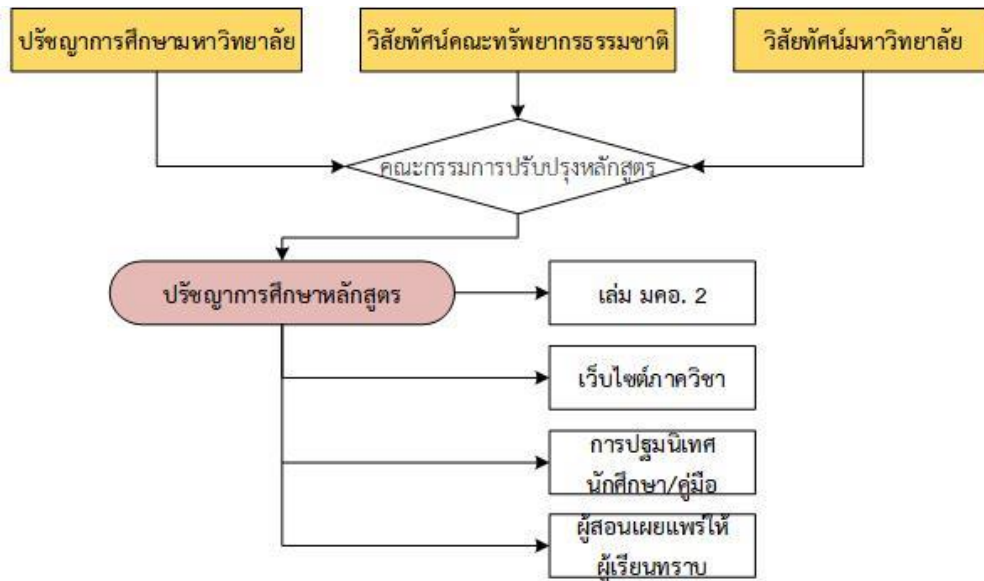 ปรัชญาการศึกษามหาวิทยาลัย
วิสัยทัศน์คณะทรัพยากรธรรมชาติ
วิสัยทัศน์มหาวิทยาลัย
คณะกรรมการปรับปรุงหลักสูตร
ปรัชญาการศึกษาหลักสูตร
เล่ม มคอ. 2
เว็บไซต์ภาควิชา
การปฐมนิเทศ
นักศึกษา/คู่มือ
ผู้สอนเผยแพร่ให้
ผู้เรียนทราบ